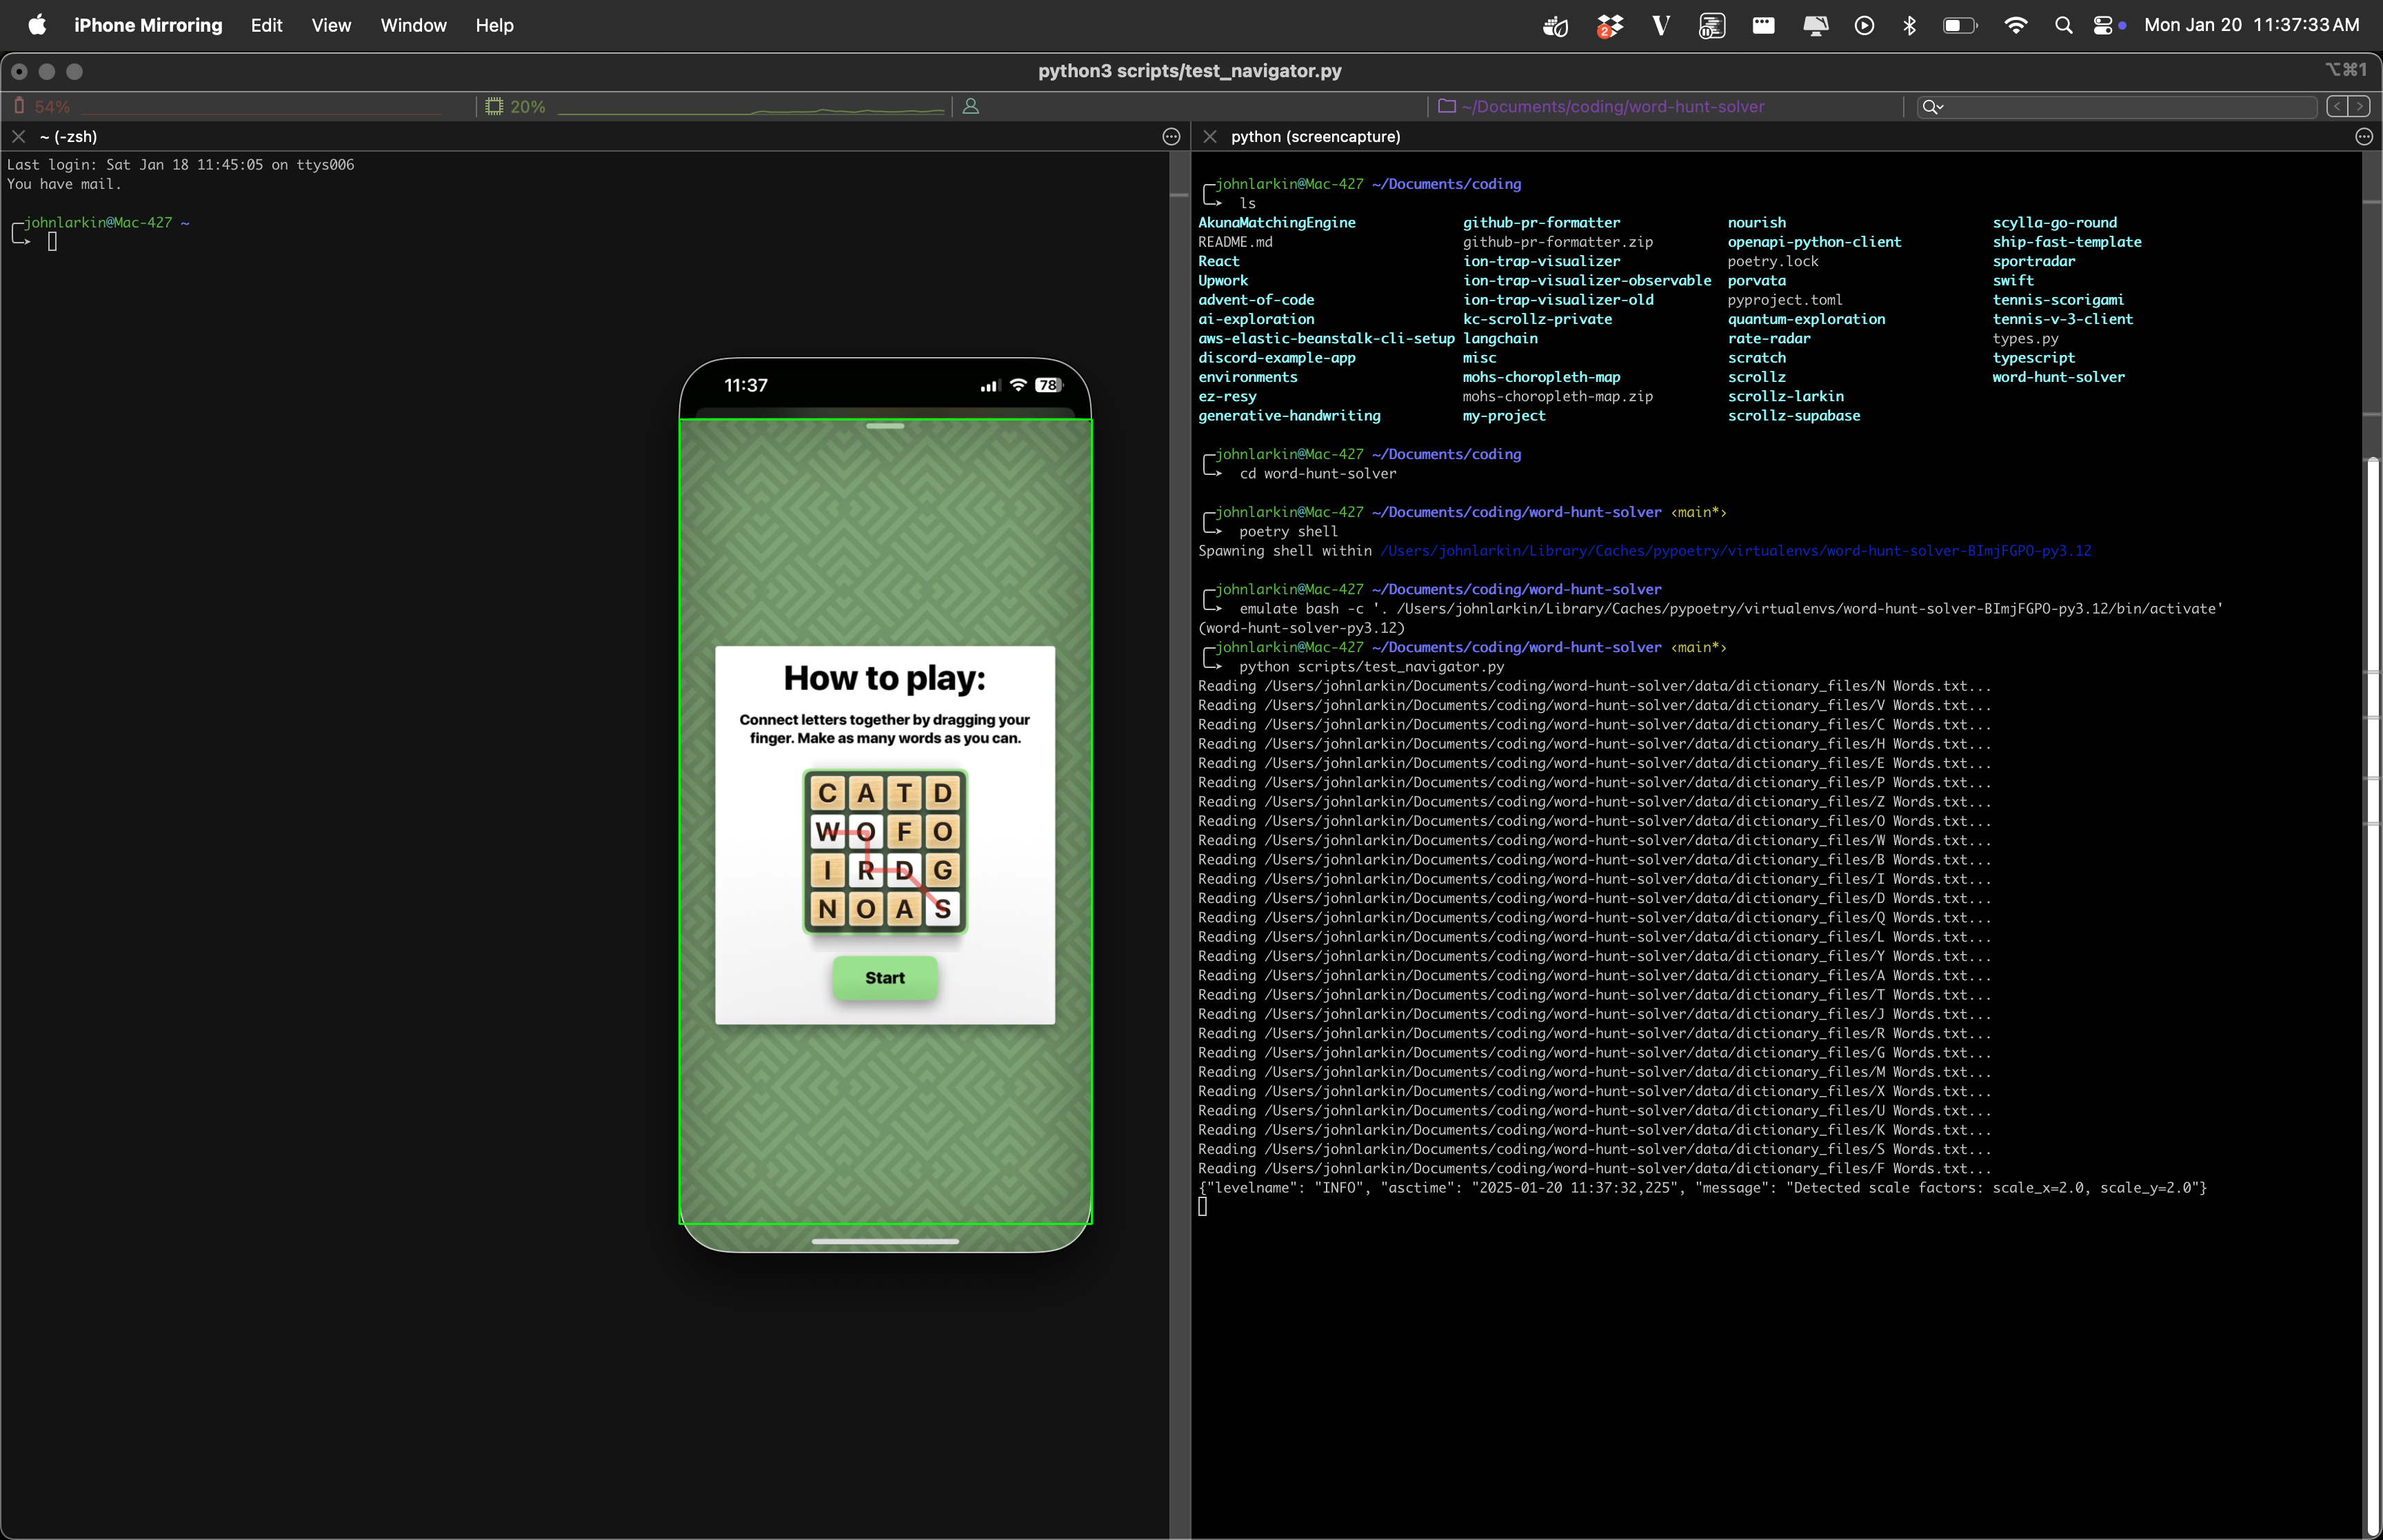 iPhone Mirroring Edit View Window Help
2
V
Mon Jan 20 11:37:33 AM
python3 scripts/test_navigator.py
⌥⌘1
54%
20%
~/Documents/coding/word-hunt-solver
~ (-zsh)
Last login: Sat Jan 18 11:45:05 on ttys006
You have mail.
johnlarkin@Mac-427 ~
11:37
78
How to play:
Connect letters together by dragging your
finger. Make as many words as you can.
C A T D
W O F O
I R D G
N O A S
Start
python (screencapture)
johnlarkin@Mac-427 ~/Documents/coding
ls
AkunaMatchingEngine github-pr-formatter nourish scylla-go-round
README.md github-pr-formatter.zip openapi-python-client ship-fast-template
React ion-trap-visualizer poetry.lock sportradar
Upwork ion-trap-visualizer-observable porvata swift
advent-of-code ion-trap-visualizer-old pyproject.toml tennis-scorigami
ai-exploration kc-scrollz-private quantum-exploration tennis-v-3-client
aws-elastic-beanstalk-cli-setup langchain rate-radar types.py
discord-example-app misc scratch typescript
environments mohs-choropleth-map scrollz word-hunt-solver
ez-resy mohs-choropleth-map.zip scrollz-larkin
generative-handwriting my-project scrollz-supabase
johnlarkin@Mac-427 ~/Documents/coding
cd word-hunt-solver
johnlarkin@Mac-427 ~/Documents/coding/word-hunt-solver ‹main*›
poetry shell
Spawning shell within /Users/johnlarkin/Library/Caches/pypoetry/virtualenvs/word-hunt-solver-BImjFGPO-py3.12
johnlarkin@Mac-427 ~/Documents/coding/word-hunt-solver
emulate bash -c '. /Users/johnlarkin/Library/Caches/pypoetry/virtualenvs/word-hunt-solver-BImjFGPO-py3.12/bin/activate'
(word-hunt-solver-py3.12)
johnlarkin@Mac-427 ~/Documents/coding/word-hunt-solver ‹main*›
python scripts/test_navigator.py
Reading /Users/johnlarkin/Documents/coding/word-hunt-solver/data/dictionary_files/N Words.txt...
Reading /Users/johnlarkin/Documents/coding/word-hunt-solver/data/dictionary_files/V Words.txt...
Reading /Users/johnlarkin/Documents/coding/word-hunt-solver/data/dictionary_files/C Words.txt...
Reading /Users/johnlarkin/Documents/coding/word-hunt-solver/data/dictionary_files/H Words.txt...
Reading /Users/johnlarkin/Documents/coding/word-hunt-solver/data/dictionary_files/E Words.txt...
Reading /Users/johnlarkin/Documents/coding/word-hunt-solver/data/dictionary_files/P Words.txt...
Reading /Users/johnlarkin/Documents/coding/word-hunt-solver/data/dictionary_files/Z Words.txt...
Reading /Users/johnlarkin/Documents/coding/word-hunt-solver/data/dictionary_files/O Words.txt...
Reading /Users/johnlarkin/Documents/coding/word-hunt-solver/data/dictionary_files/W Words.txt...
Reading /Users/johnlarkin/Documents/coding/word-hunt-solver/data/dictionary_files/B Words.txt...
Reading /Users/johnlarkin/Documents/coding/word-hunt-solver/data/dictionary_files/I Words.txt...
Reading /Users/johnlarkin/Documents/coding/word-hunt-solver/data/dictionary_files/D Words.txt...
Reading /Users/johnlarkin/Documents/coding/word-hunt-solver/data/dictionary_files/Q Words.txt...
Reading /Users/johnlarkin/Documents/coding/word-hunt-solver/data/dictionary_files/L Words.txt...
Reading /Users/johnlarkin/Documents/coding/word-hunt-solver/data/dictionary_files/Y Words.txt...
Reading /Users/johnlarkin/Documents/coding/word-hunt-solver/data/dictionary_files/A Words.txt...
Reading /Users/johnlarkin/Documents/coding/word-hunt-solver/data/dictionary_files/T Words.txt...
Reading /Users/johnlarkin/Documents/coding/word-hunt-solver/data/dictionary_files/J Words.txt...
Reading /Users/johnlarkin/Documents/coding/word-hunt-solver/data/dictionary_files/R Words.txt...
Reading /Users/johnlarkin/Documents/coding/word-hunt-solver/data/dictionary_files/G Words.txt...
Reading /Users/johnlarkin/Documents/coding/word-hunt-solver/data/dictionary_files/M Words.txt...
Reading /Users/johnlarkin/Documents/coding/word-hunt-solver/data/dictionary_files/X Words.txt...
Reading /Users/johnlarkin/Documents/coding/word-hunt-solver/data/dictionary_files/U Words.txt...
Reading /Users/johnlarkin/Documents/coding/word-hunt-solver/data/dictionary_files/K Words.txt...
Reading /Users/johnlarkin/Documents/coding/word-hunt-solver/data/dictionary_files/S Words.txt...
Reading /Users/johnlarkin/Documents/coding/word-hunt-solver/data/dictionary_files/F Words.txt...
{"levelname": "INFO", "asctime": "2025-01-20 11:37:32,225", "message": "Detected scale factors: scale_x=2.0, scale_y=2.0"}